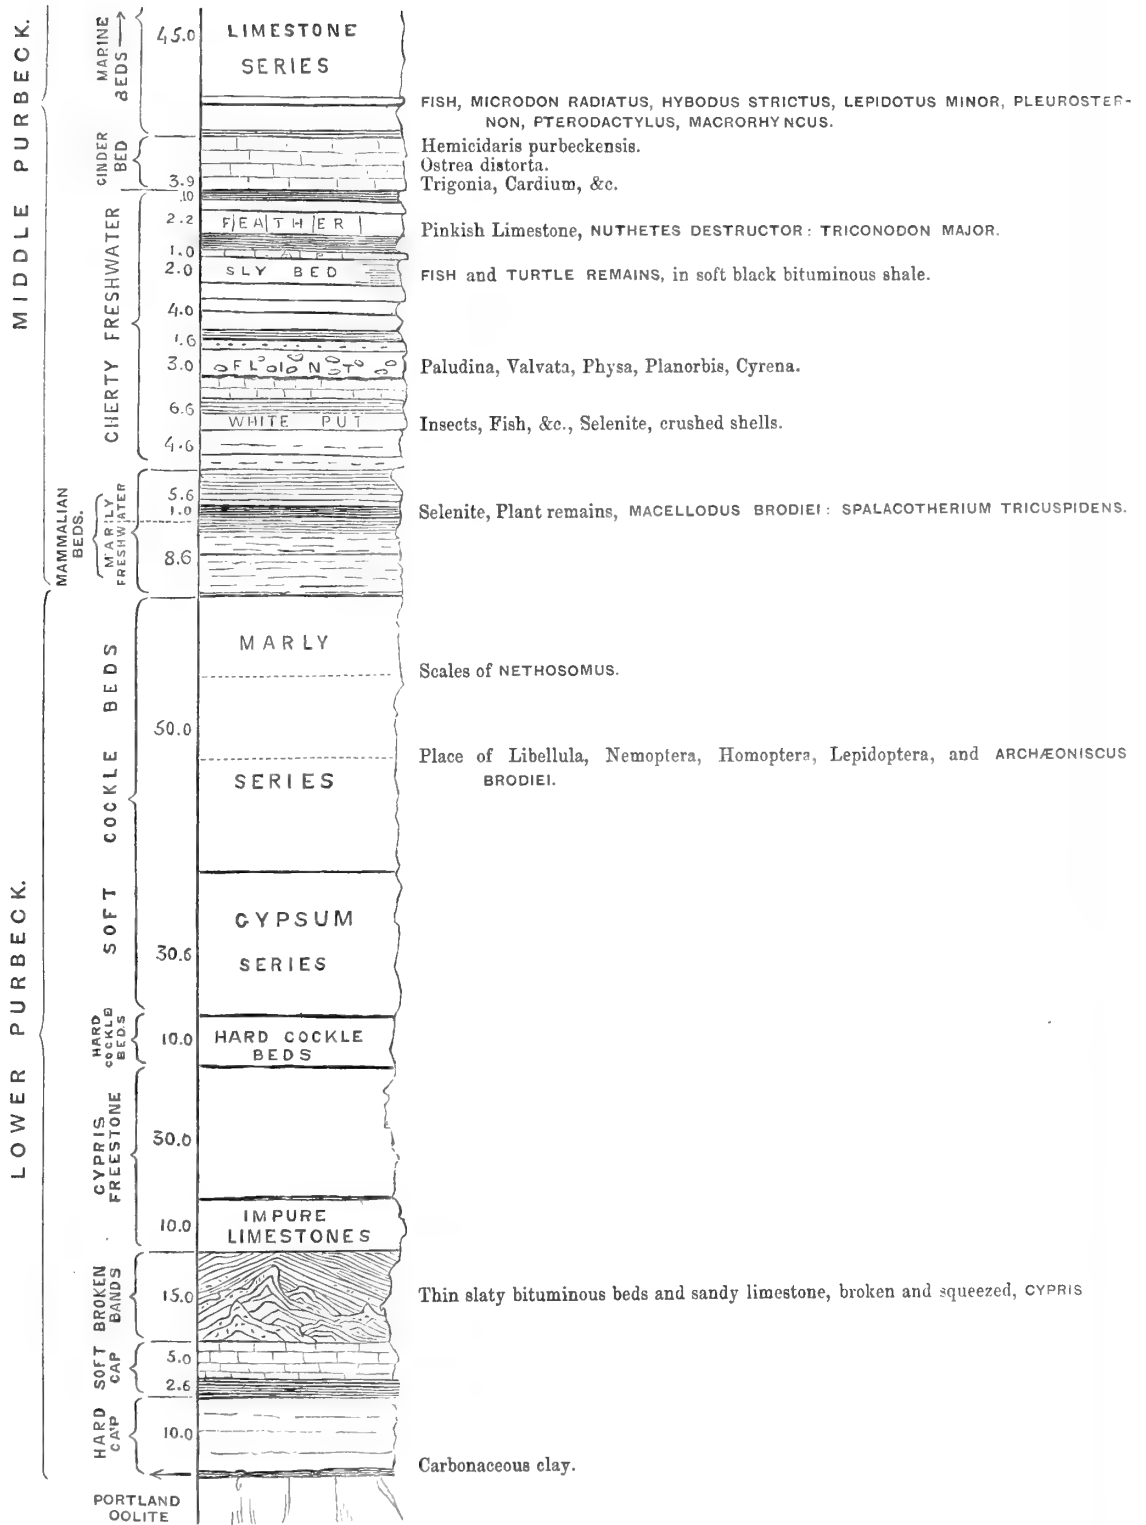 MIDDLE PURBECK.
MARINE BEDS
45.0
LIMESTONE
SERIES
FISH, MICRODON RADIATUS, HYBODUS STRICTUS, LEPIDOTUS MINOR, PLEUROSTER-
NON, PTERODACTYLUS, MACRORHYNCUS.
CINDER BED
3.9
Hemicidaris purbeckensis.
Ostrea distorta.
Trigonia, Cardium, &c.
CHERTY FRESHWATER
.10
2.2
FEATHER
Pinkish Limestone, NUTHETES DESTRUCTOR: TRICONODON MAJOR.
1.0
2.0
SLY BED
FISH and TURTLE REMAINS, in soft black bituminous shale.
4.0
1.6
3.0
FLOINT
Paludina, Valvata, Physa, Planorbis, Cyrena.
6.6
WHITE PUT
Insects, Fish, &c., Selenite, crushed shells.
4.6
MAMMALIAN BEDS.
MARLY FRESHWATER
5.6
1.0
Selenite, Plant remains, MACELLODUS BRODIEI: SPALACOTHERIUM TRICUSPIDENS.
8.6
LOWER PURBECK.
SOFT COCKLE BEDS
MARLY
Scales of NETHOSOMUS.
50.0
Place of Libellula, Nemoptera, Homoptera, Lepidoptera, and ARCHÆONISCUS
BRODIEI.
SERIES
GYPSUM
30.6
SERIES
HARD COCKLE BEDS
10.0
HARD COCKLE
BEDS
CYPRIS FREESTONE
30.0
10.0
IMPURE
LIMESTONES
BROKEN BANDS
15.0
Thin slaty bituminous beds and sandy limestone, broken and squeezed, CYPRIS
SOFT CAP
5.0
2.6
HARD CAP
10.0
Carbonaceous clay.
PORTLAND
OOLITE